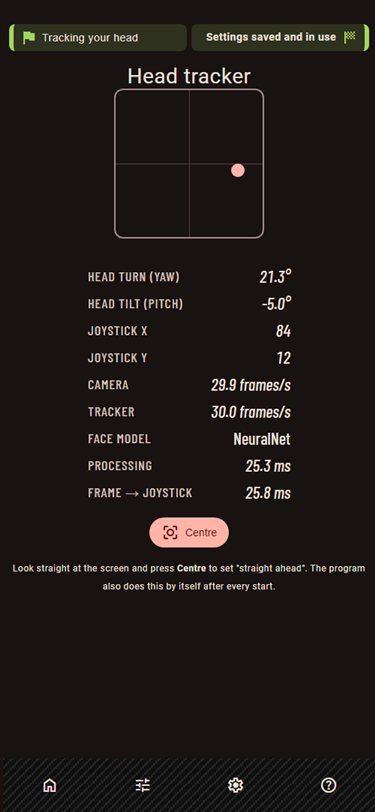 Tracking your head
Settings saved and in use
Head tracker
HEAD TURN (YAW) 21.3°
HEAD TILT (PITCH) -5.0°
JOYSTICK X 84
JOYSTICK Y 12
CAMERA 29.9 frames/s
TRACKER 30.0 frames/s
FACE MODEL NeuralNet
PROCESSING 25.3 ms
FRAME → JOYSTICK 25.8 ms
Centre
Look straight at the screen and press Centre to set "straight ahead". The program
also does this by itself after every start.